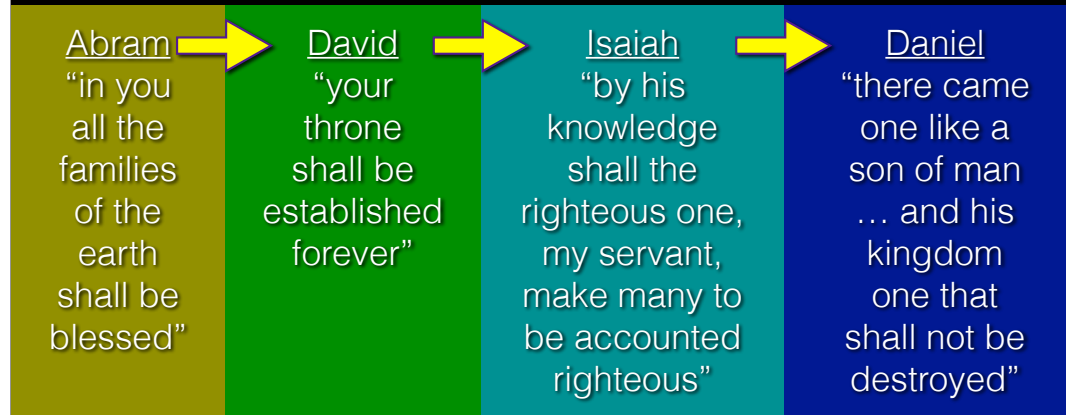 Abram
“in you
all the
families
of the
earth
shall be
blessed”
David
“your
throne
shall be
established
forever”
Isaiah
“by his
knowledge
shall the
righteous one,
my servant,
make many to
be accounted
righteous”
Daniel
“there came
one like a
son of man
… and his
kingdom
one that
shall not be
destroyed”